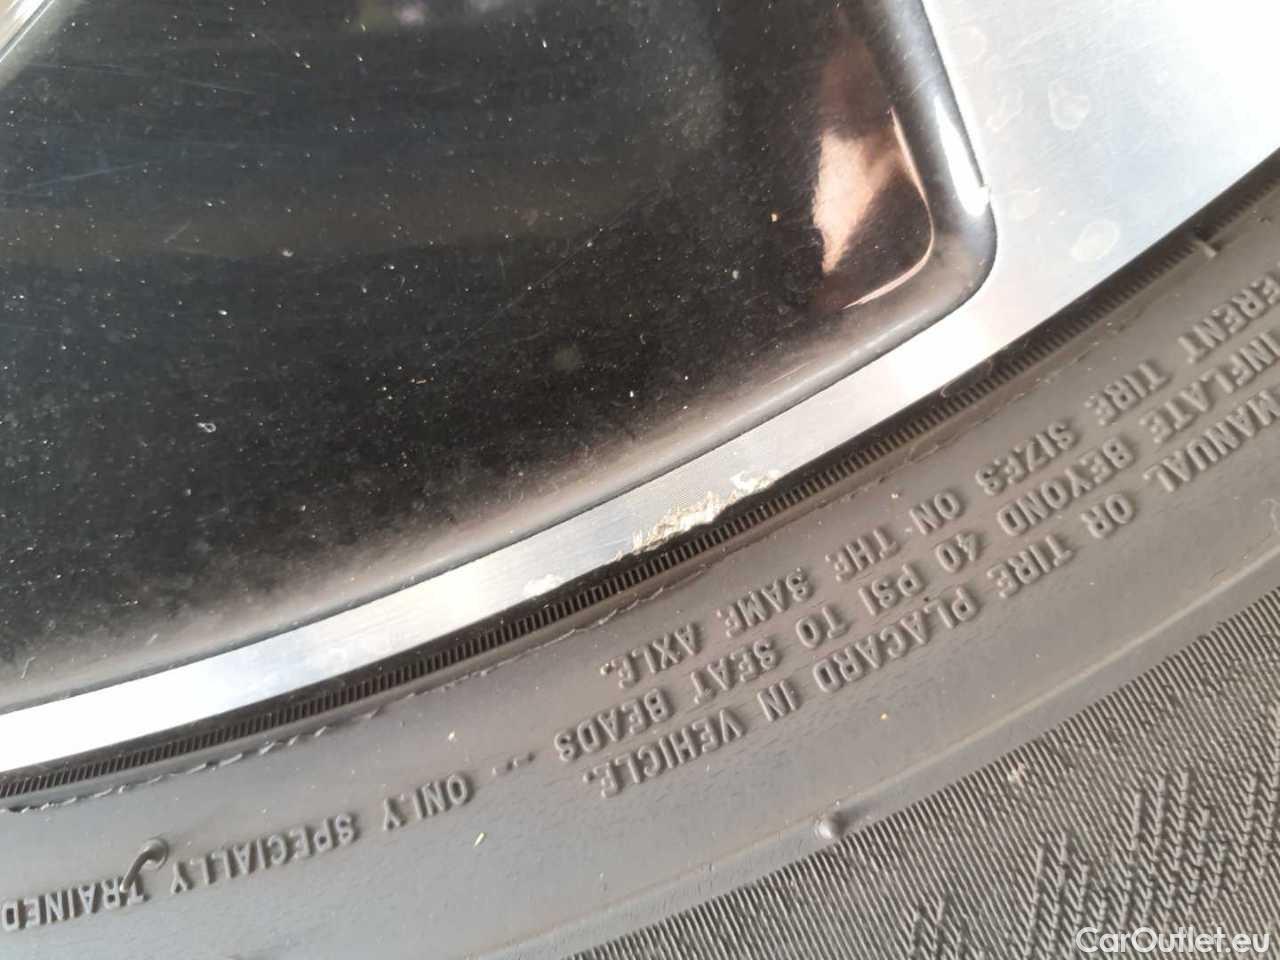 MANUAL OR TIRE PLACARD IN VEHICLE.
INFLATE BEYOND 40 PSI TO SEAT BEADS ... ONLY SPECIALLY TRAINED
FERENT TIRE SIZES ON THE SAME AXLE.
CarOutlet.eu